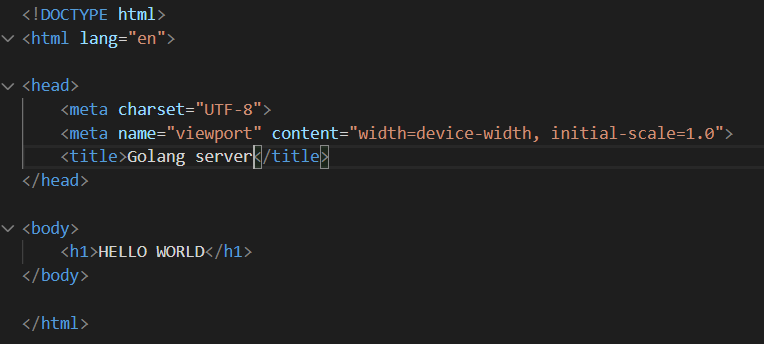 <!DOCTYPE html>
<html lang="en">
<head>
<meta charset="UTF-8">
<meta name="viewport" content="width=device-width, initial-scale=1.0">
<title>Golang server</title>
</head>
<body>
<h1>HELLO WORLD</h1>
</body>
</html>